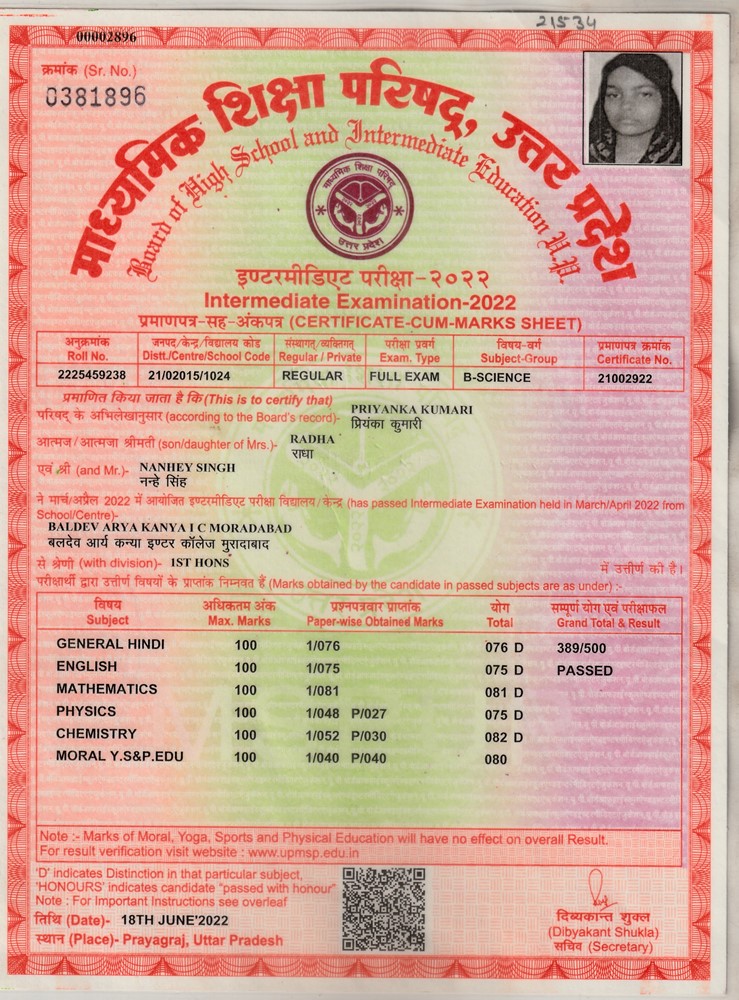 21534
00002896
क्रमांक (Sr. No.)
0381896
माध्यमिक शिक्षा परिषद्, उत्तर प्रदेश
Board of High School and Intermediate Education U.P.
माध्यमिक शिक्षा परिषद्
उत्तर प्रदेश
इण्टरमीडिएट परीक्षा-२०२२
Intermediate Examination-2022
प्रमाणपत्र-सह-अंकपत्र (CERTIFICATE-CUM-MARKS SHEET)
अनुक्रमांक जनपद/केन्द्र/विद्यालय कोड संस्थागत/व्यक्तिगत परीक्षा प्रवर्ग विषय-वर्ग प्रमाणपत्र क्रमांक
Roll No. Distt./Centre/School Code Regular / Private Exam. Type Subject-Group Certificate No.
2225459238 21/02015/1024 REGULAR FULL EXAM B-SCIENCE 21002922
प्रमाणित किया जाता है कि (This is to certify that)
PRIYANKA KUMARI
परिषद् के अभिलेखानुसार (according to the Board's record)- प्रियंका कुमारी
आत्मज/आत्मजा श्रीमती (son/daughter of Mrs.)- RADHA
राधा
एवं श्री (and Mr.)- NANHEY SINGH
नन्हे सिंह
ने मार्च/अप्रैल 2022 में आयोजित इण्टरमीडिएट परीक्षा विद्यालय/केन्द्र (has passed Intermediate Examination held in March/April 2022 from
School/Centre)-
BALDEV ARYA KANYA I C MORADABAD
बलदेव आर्य कन्या इण्टर कॉलेज मुरादाबाद
से श्रेणी (with division)- 1ST HONS में उत्तीर्ण की है।
परीक्षार्थी द्वारा उत्तीर्ण विषयों के प्राप्तांक निम्नवत हैं (Marks obtained by the candidate in passed subjects are as under) :-
विषय अधिकतम अंक प्रश्नपत्रवार प्राप्तांक योग सम्पूर्ण योग एवं परीक्षाफल
Subject Max. Marks Paper-wise Obtained Marks Total Grand Total & Result
GENERAL HINDI 100 1/076 076 D 389/500
ENGLISH 100 1/075 075 D PASSED
MATHEMATICS 100 1/081 081 D
PHYSICS 100 1/048 P/027 075 D
CHEMISTRY 100 1/052 P/030 082 D
MORAL Y.S&P.EDU 100 1/040 P/040 080
Note :- Marks of Moral, Yoga, Sports and Physical Education will have no effect on overall Result.
For result verification visit website : www.upmsp.edu.in
'D' indicates Distinction in that particular subject,
'HONOURS' indicates candidate "passed with honour"
Note : For Important Instructions see overleaf
तिथि (Date)- 18TH JUNE'2022
स्थान (Place)- Prayagraj, Uttar Pradesh
दिब्यकान्त शुक्ल
(Dibyakant Shukla)
सचिव (Secretary)